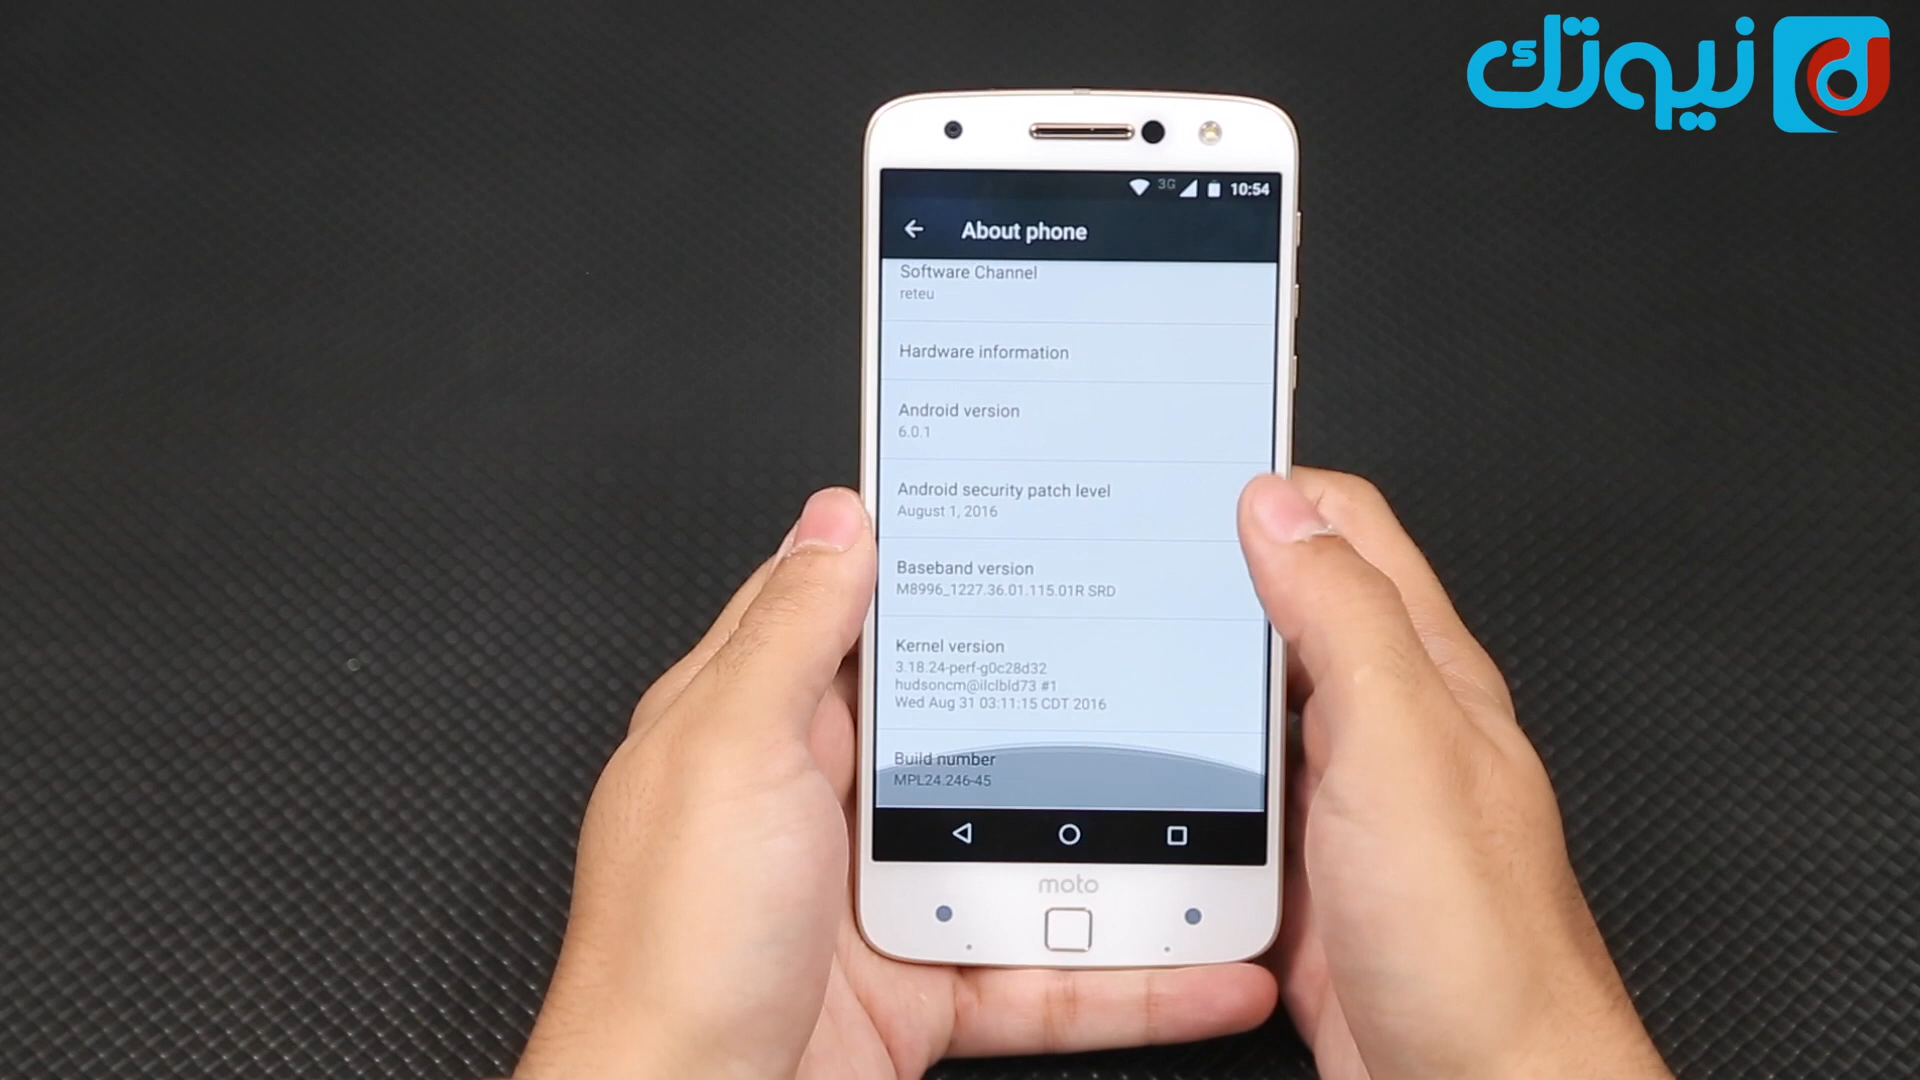 نيوتك
3G 10:54
About phone
Software Channel
reteu
Hardware information
Android version
6.0.1
Android security patch level
August 1, 2016
Baseband version
M8996_1227.36.01.115.01R SRD
Kernel version
3.18.24-perf-g0c28d32
hudsoncm@ilclbld73 #1
Wed Aug 31 03:11:15 CDT 2016
Build number
MPL24.246-45
moto